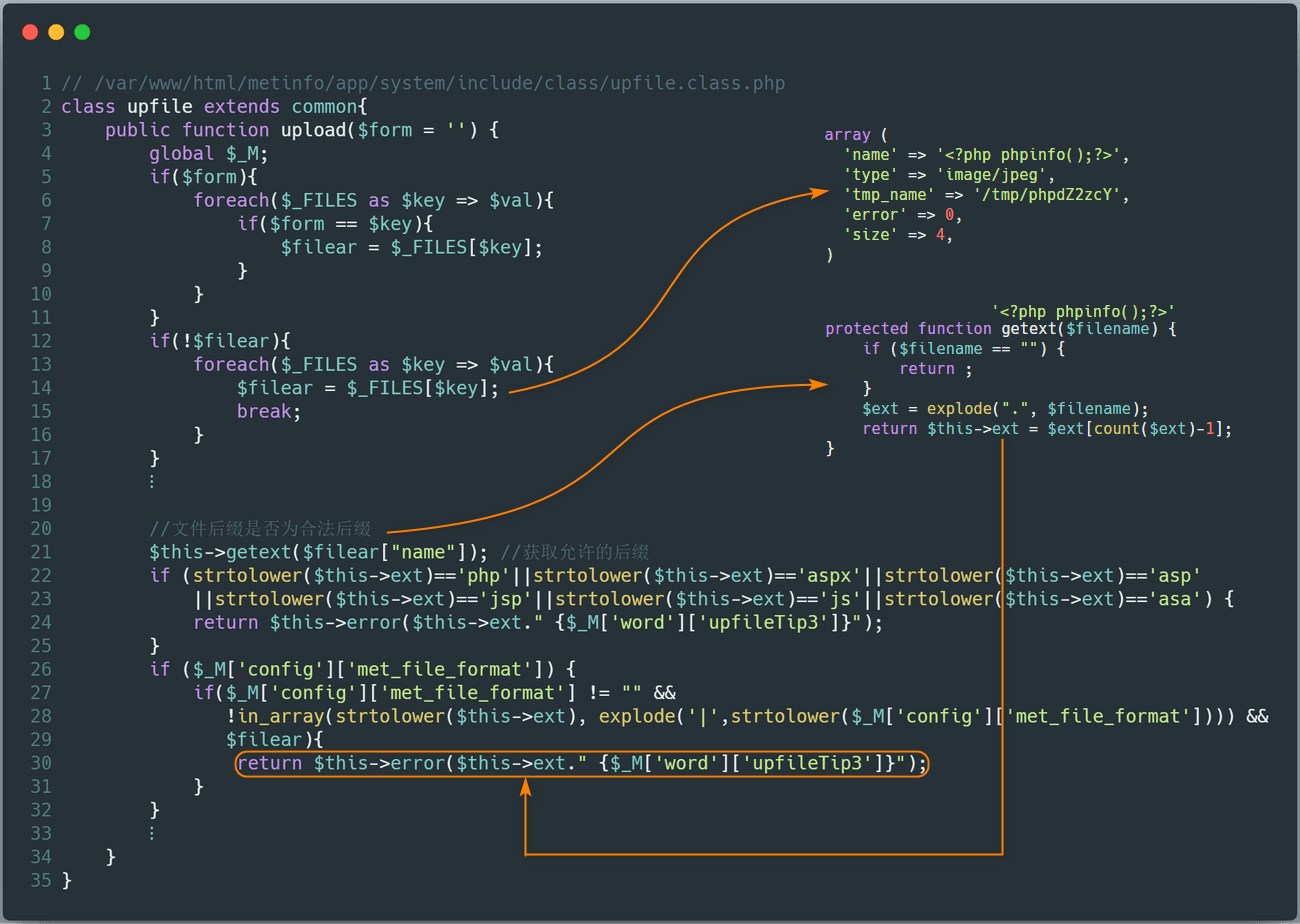 1 // /var/www/html/metinfo/app/system/include/class/upfile.class.php
2 class upfile extends common{
3     public function upload($form = '') {
4         global $_M;
5         if($form){
6             foreach($_FILES as $key => $val){
7                 if($form == $key){
8                     $filear = $_FILES[$key];
9                 }
10             }
11         }
12         if(!$filear){
13             foreach($_FILES as $key => $val){
14                 $filear = $_FILES[$key];
15                 break;
16             }
17         }
18         ⋮
19
20         //文件后缀是否为合法后缀
21         $this->getext($filear["name"]); //获取允许的后缀
22         if (strtolower($this->ext)=='php'||strtolower($this->ext)=='aspx'||strtolower($this->ext)=='asp'
23             ||strtolower($this->ext)=='jsp'||strtolower($this->ext)=='js'||strtolower($this->ext)=='asa') {
24             return $this->error($this->ext." {$_M['word']['upfileTip3']}");
25         }
26         if ($_M['config']['met_file_format']) {
27             if($_M['config']['met_file_format'] != "" &&
28                !in_array(strtolower($this->ext), explode('|',strtolower($_M['config']['met_file_format']))) &&
29                $filear){
30                 return $this->error($this->ext." {$_M['word']['upfileTip3']}");
31             }
32         }
33         ⋮
34     }
35 }
array (
  'name' => '<?php phpinfo();?>',
  'type' => 'image/jpeg',
  'tmp_name' => '/tmp/phpdZ2zcY',
  'error' => 0,
  'size' => 4,
)
'<?php phpinfo();?>'
protected function getext($filename) {
    if ($filename == "") {
        return ;
    }
    $ext = explode(".", $filename);
    return $this->ext = $ext[count($ext)-1];
}